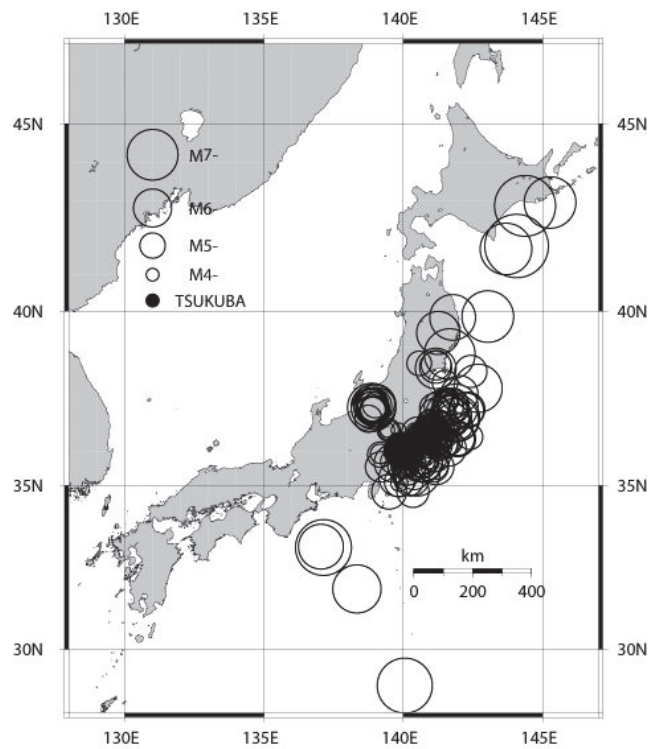 130E 135E 140E 145E
45N 45N
M7-
M6-
M5-
M4-
TSUKUBA
40N 40N
35N 35N
km
0 200 400
30N 30N
130E 135E 140E 145E